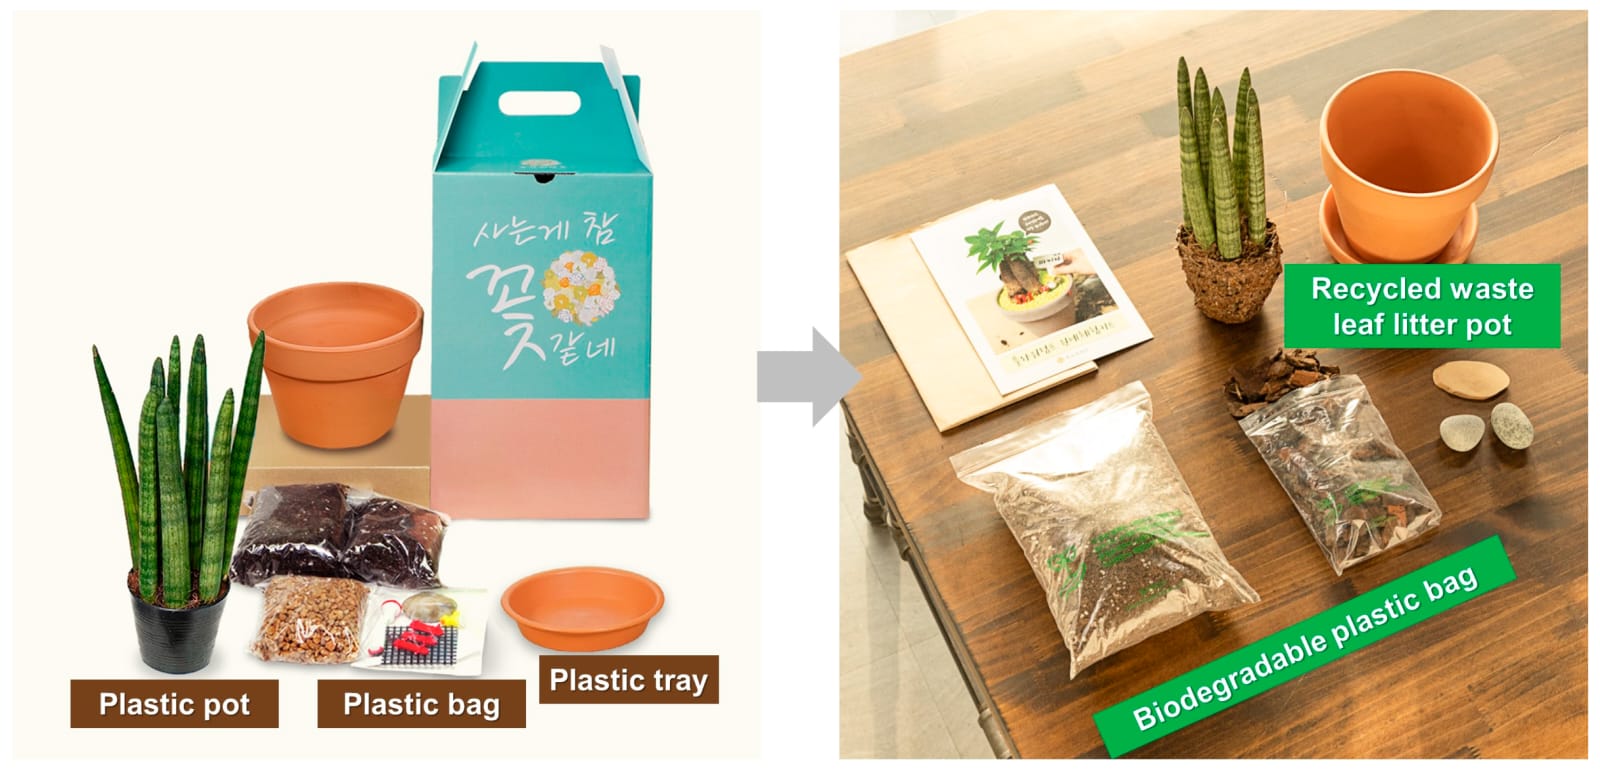 사는게 참
꽃
같네
Plastic pot
Plastic bag
Plastic tray
Recycled waste
leaf litter pot
Biodegradable plastic bag